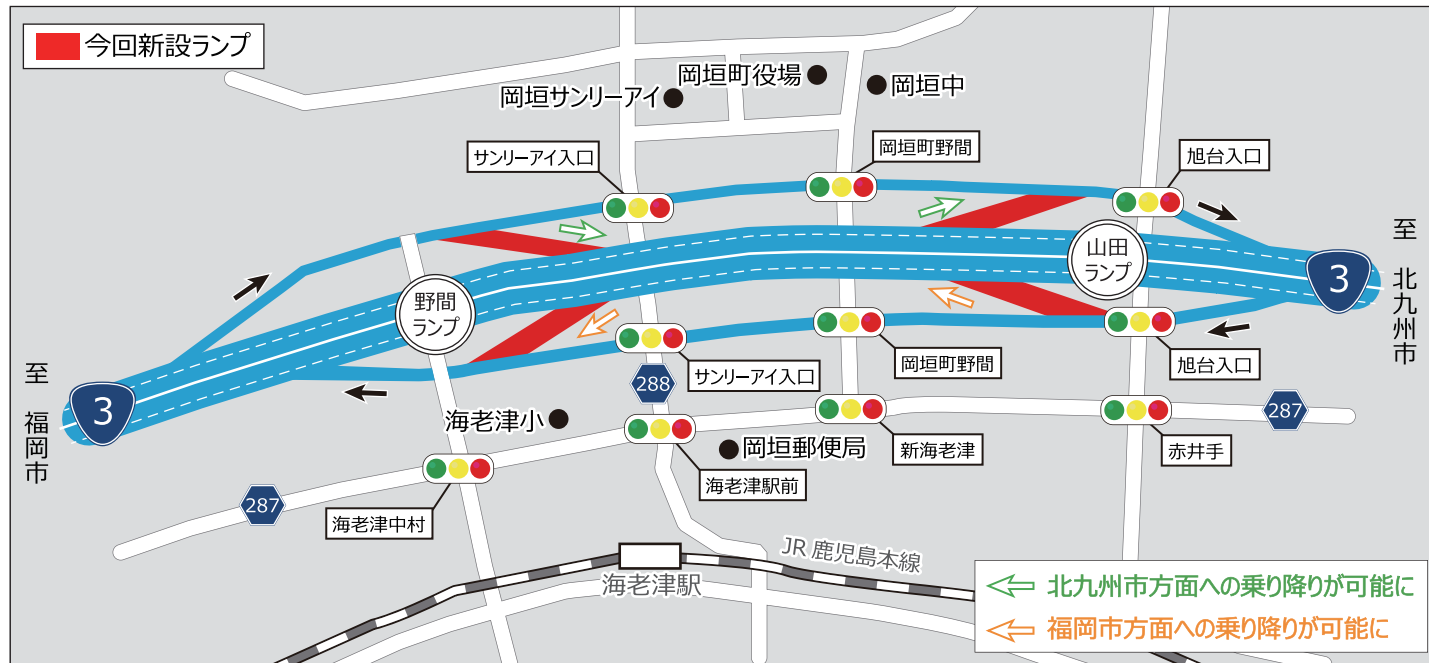 今回新設ランプ
岡垣サンリーアイ
岡垣町役場
岡垣中
サンリーアイ入口
岡垣町野間
旭台入口
野間
ランプ
山田
ランプ
至 福岡市
3
至 北九州市
3
サンリーアイ入口
岡垣町野間
旭台入口
288
海老津小
岡垣郵便局
新海老津
赤井手
287
海老津駅前
287
海老津中村
JR 鹿児島本線
海老津駅
北九州市方面への乗り降りが可能に
福岡市方面への乗り降りが可能に